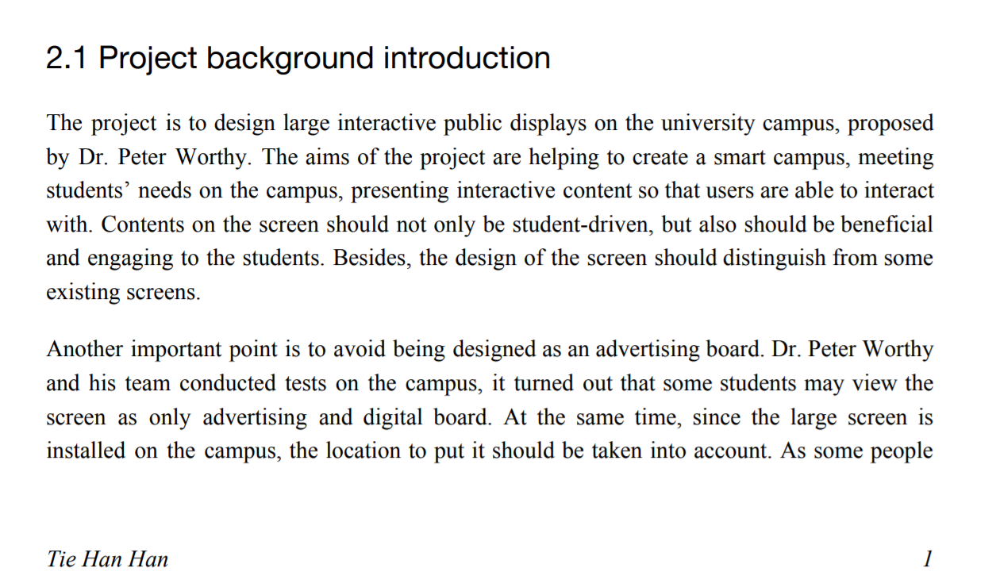 2.1 Project background introduction
The project is to design large interactive public displays on the university campus, proposed
by Dr. Peter Worthy. The aims of the project are helping to create a smart campus, meeting
students’ needs on the campus, presenting interactive content so that users are able to interact
with. Contents on the screen should not only be student-driven, but also should be beneficial
and engaging to the students. Besides, the design of the screen should distinguish from some
existing screens.
Another important point is to avoid being designed as an advertising board. Dr. Peter Worthy
and his team conducted tests on the campus, it turned out that some students may view the
screen as only advertising and digital board. At the same time, since the large screen is
installed on the campus, the location to put it should be taken into account. As some people
Tie Han Han 1